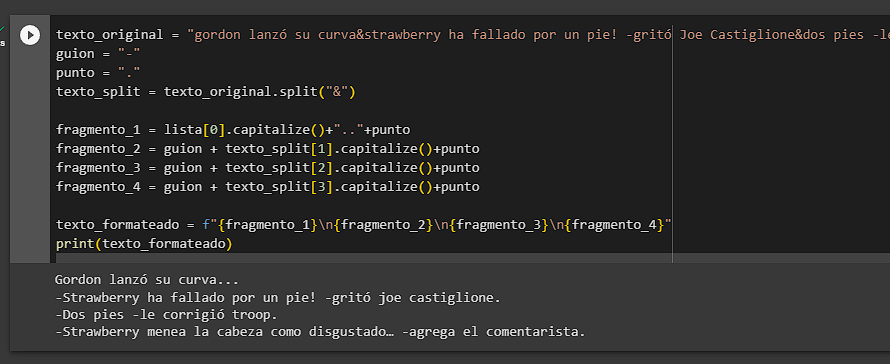 s
texto_original = "gordon lanzó su curva&strawberry ha fallado por un pie! -gritó Joe Castiglione&dos pies -le
guion = "-"
punto = "."
texto_split = texto_original.split("&")
fragmento_1 = lista[0].capitalize()+".."+punto
fragmento_2 = guion + texto_split[1].capitalize()+punto
fragmento_3 = guion + texto_split[2].capitalize()+punto
fragmento_4 = guion + texto_split[3].capitalize()+punto
texto_formateado = f"{fragmento_1}\n{fragmento_2}\n{fragmento_3}\n{fragmento_4}"
print(texto_formateado)
Gordon lanzó su curva...
-Strawberry ha fallado por un pie! -gritó joe castiglione.
-Dos pies -le corrigió troop.
-Strawberry menea la cabeza como disgustado… -agrega el comentarista.